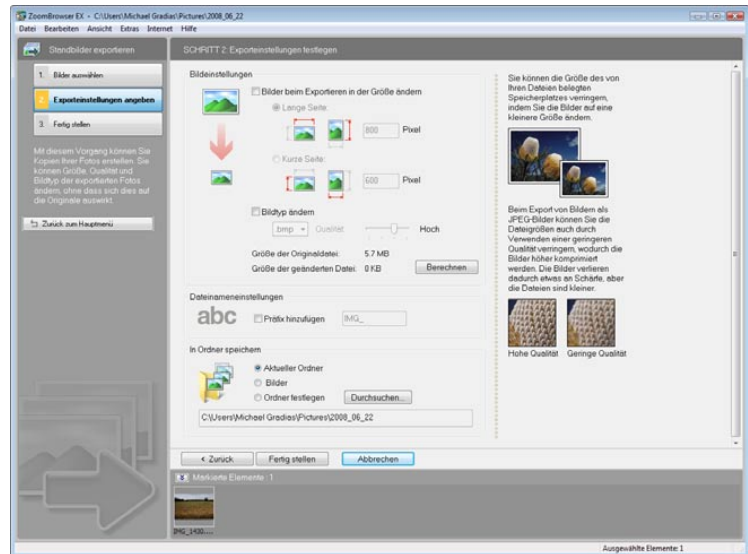 ZoomBrowser EX - C:\Users\Michael Gradias\Pictures\2008_06_22
Datei Bearbeiten Ansicht Extras Internet Hilfe
Standbilder exportieren
1. Bilder auswählen
2. Exporteinstellungen angeben
3. Fertig stellen
Mit diesem Vorgang können Sie
Kopien Ihrer Fotos erstellen. Sie
können Größe, Qualität und
Bildtyp der exportierten Fotos
ändern, ohne dass sich dies auf
die Originale auswirkt.
Zurück zum Hauptmenü
SCHRITT 2: Exporteinstellungen festlegen
Bildeinstellungen
Bilder beim Exportieren in der Größe ändern
Lange Seite:
800 Pixel
Kurze Seite:
600 Pixel
Bildtyp ändern
bmp Qualität Hoch
Größe der Originaldatei: 5.7 MB
Größe der geänderten Datei: 0 KB Berechnen
Dateinameneinstellungen
abc Präfix hinzufügen IMG_
In Ordner speichern
Aktueller Ordner
Bilder
Ordner festlegen Durchsuchen...
C:\Users\Michael Gradias\Pictures\2008_06_22
Sie können die Größe des von
Ihren Dateien belegten
Speicherplatzes verringern,
indem Sie die Bilder auf eine
kleinere Größe ändern.
Beim Export von Bildern als
JPEG-Bilder können Sie die
Dateigrößen auch durch
Verwenden einer geringeren
Qualität verringern, wodurch die
Bilder höher komprimiert
werden. Die Bilder verlieren
dadurch etwas an Schärfe, aber
die Dateien sind kleiner.
Hohe Qualität Geringe Qualität
< Zurück Fertig stellen Abbrechen
Markierte Elemente: 1
IMG_1430....
Ausgewählte Elemente: 1